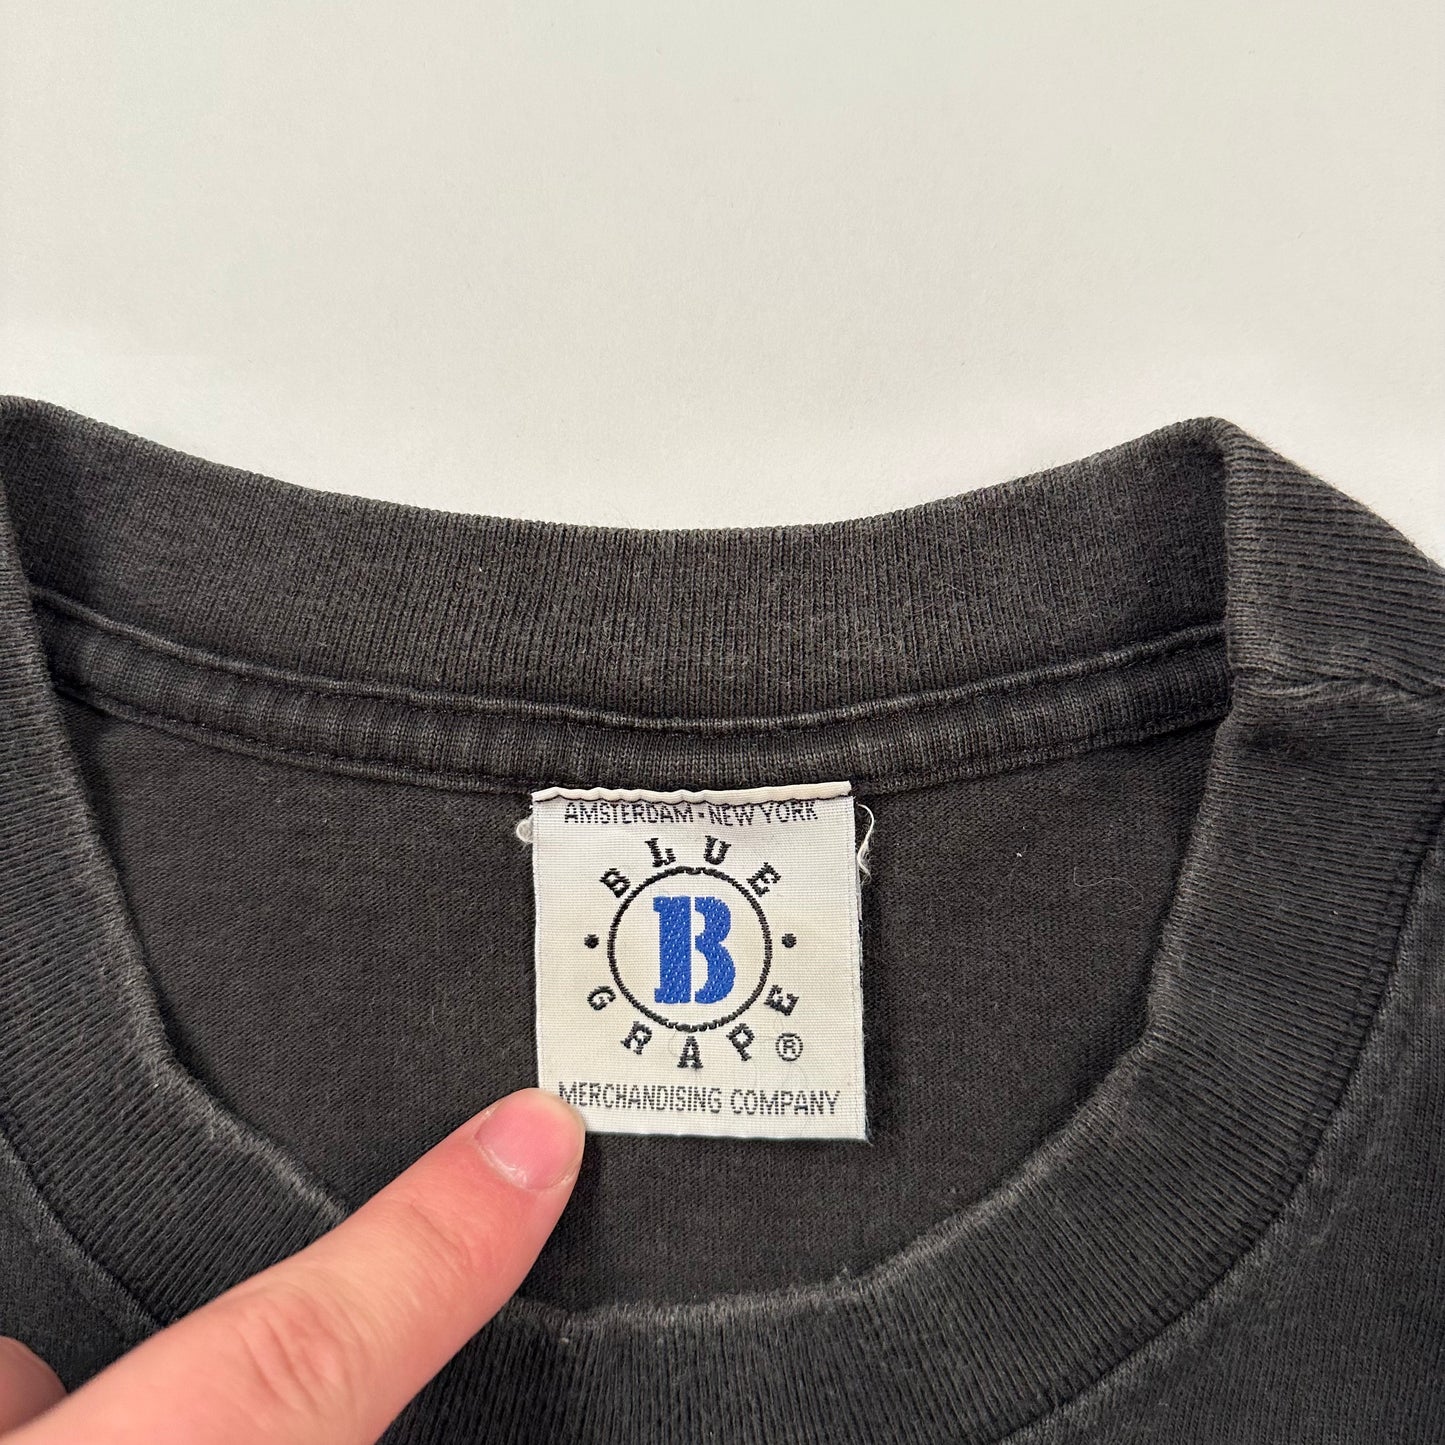 AMSTERDAM • NEW YORK
BLUE
B
GRAPE ®
MERCHANDISING COMPANY